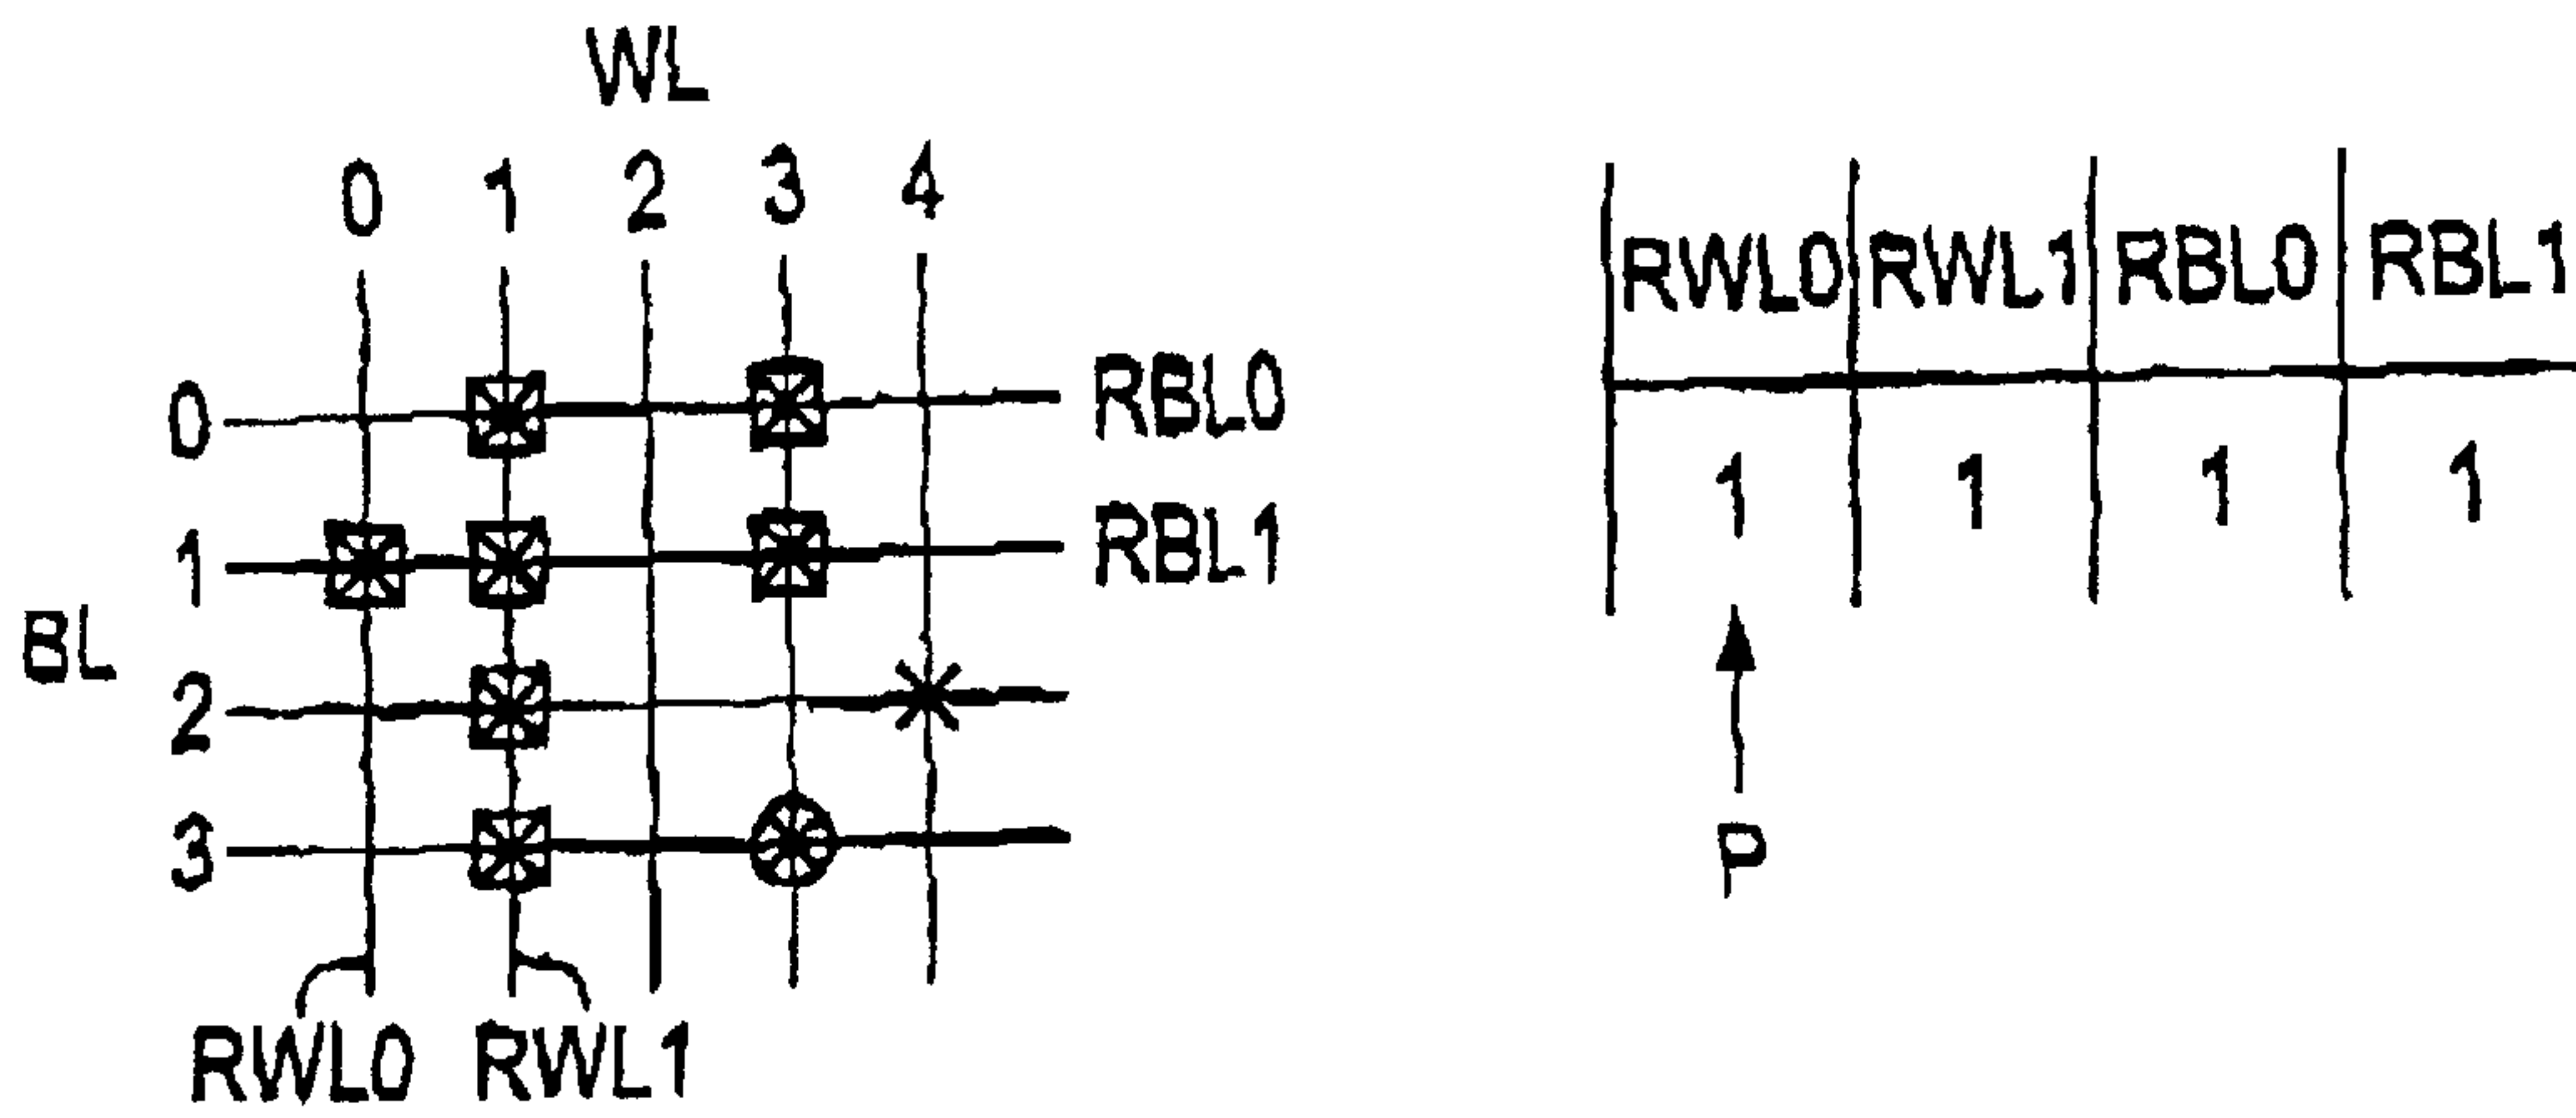 WL
0 1 2 3 4
0 RBL0
1 RBL1
BL
2
3
RWL0 RWL1
RWL0 RWL1 RBL0 RBL1
1 1 1 1
P